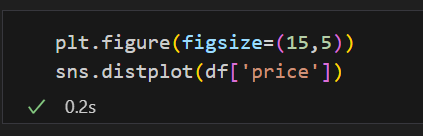 plt.figure(figsize=(15,5))
sns.distplot(df['price'])
0.2s